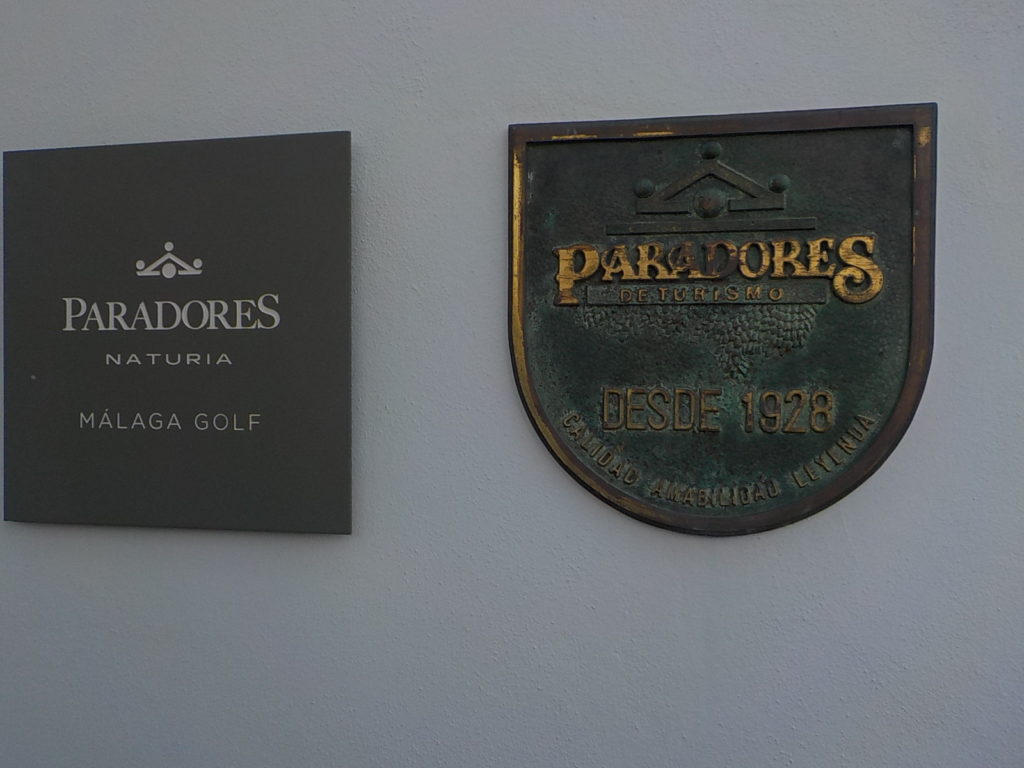 PARADORES
NATURIA
MÁLAGA GOLF
PARADORES
DE TURISMO
DESDE 1928
CALIDAD AMABILIDAD LEYENDA